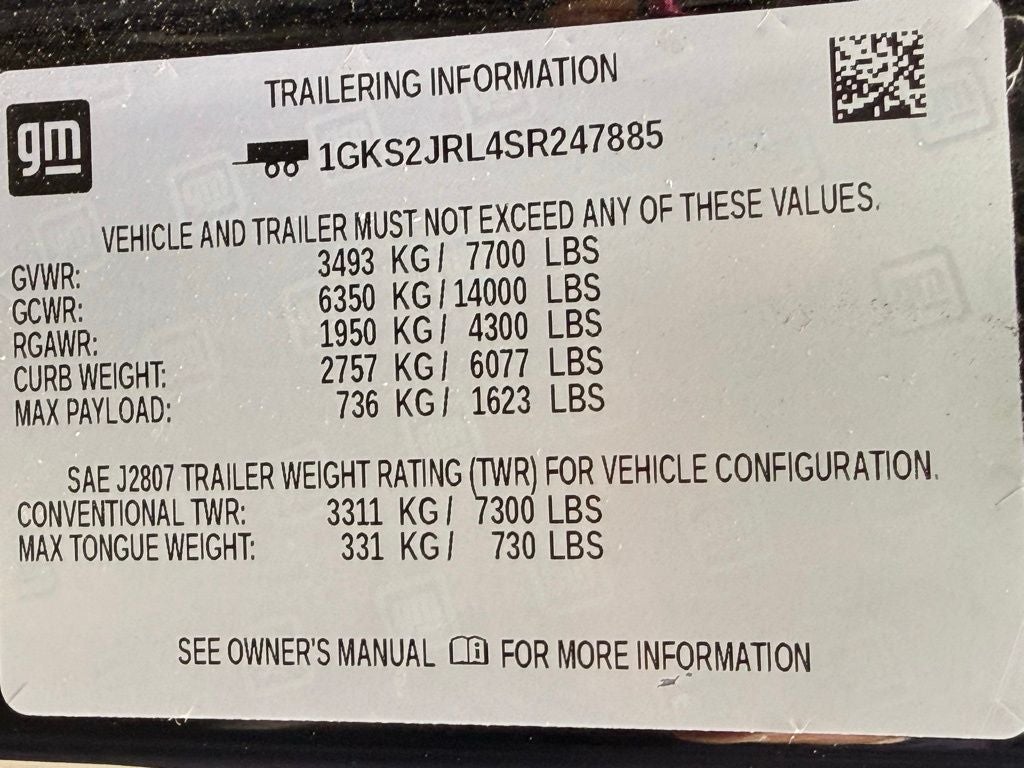 TRAILERING INFORMATION
gm
1GKS2JRL4SR247885
VEHICLE AND TRAILER MUST NOT EXCEED ANY OF THESE VALUES.
GVWR: 3493 KG / 7700 LBS
GCWR: 6350 KG / 14000 LBS
RGAWR: 1950 KG / 4300 LBS
CURB WEIGHT: 2757 KG / 6077 LBS
MAX PAYLOAD: 736 KG / 1623 LBS
SAE J2807 TRAILER WEIGHT RATING (TWR) FOR VEHICLE CONFIGURATION.
CONVENTIONAL TWR: 3311 KG / 7300 LBS
MAX TONGUE WEIGHT: 331 KG / 730 LBS
SEE OWNER'S MANUAL FOR MORE INFORMATION